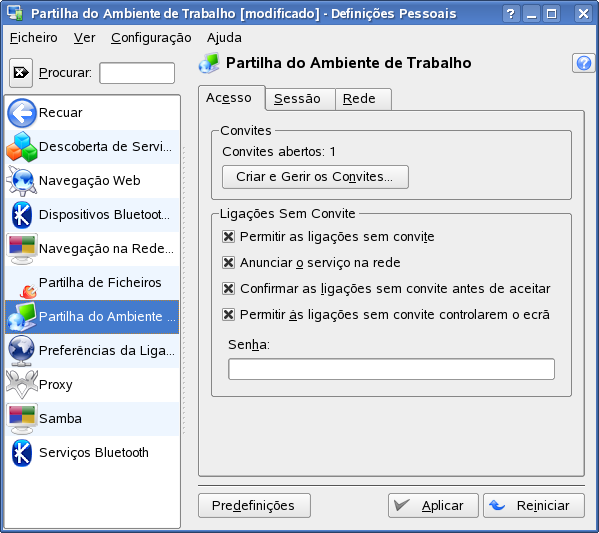 Partilha do Ambiente de Trabalho [modificado] - Definições Pessoais
Ficheiro Ver Configuração Ajuda
Procurar:
Recuar
Descoberta de Servi...
Navegação Web
Dispositivos Bluetoot...
Navegação na Rede...
Partilha de Ficheiros
Partilha do Ambiente ...
Preferências da Liga...
Proxy
Samba
Serviços Bluetooth
Partilha do Ambiente de Trabalho
Acesso Sessão Rede
Convites
Convites abertos: 1
Criar e Gerir os Convites...
Ligações Sem Convite
Permitir as ligações sem convite
Anunciar o serviço na rede
Confirmar as ligações sem convite antes de aceitar
Permitir às ligações sem convite controlarem o ecrã
Senha:
Predefinições Aplicar Reiniciar